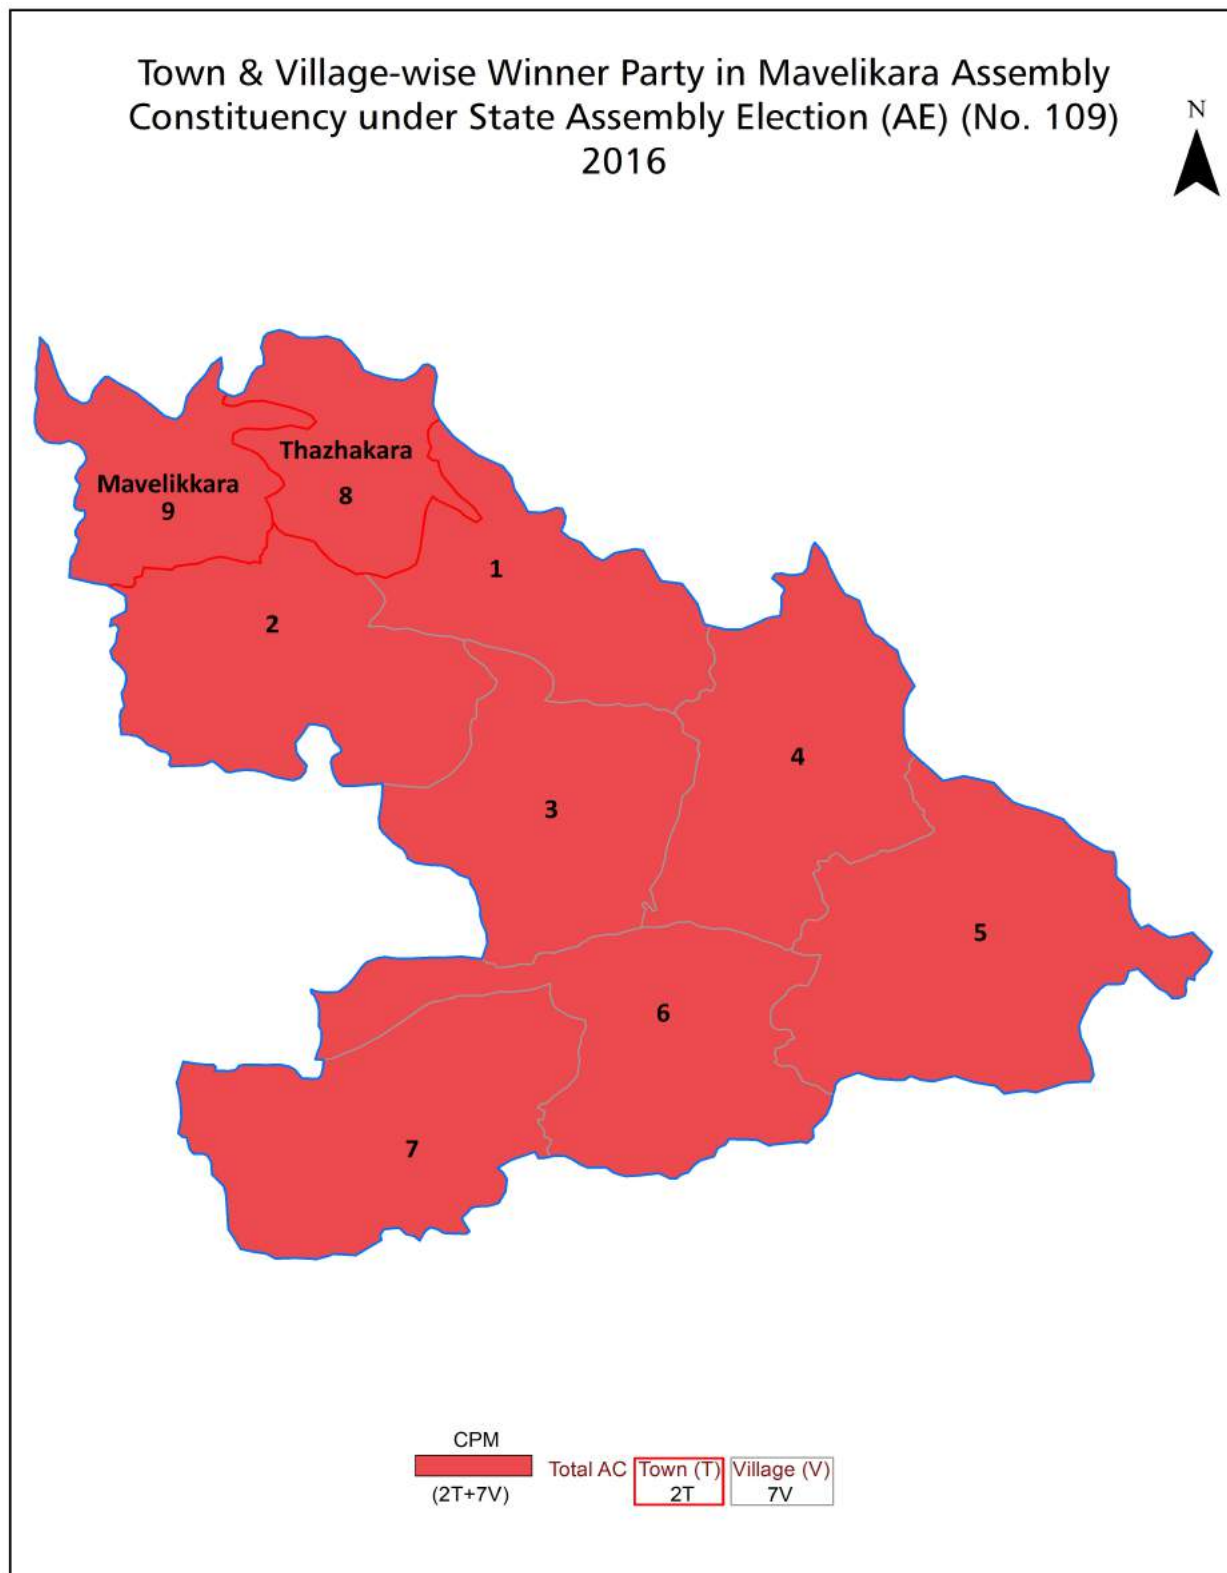 Town & Village-wise Winner Party in Mavelikara Assembly
Constituency under State Assembly Election (AE) (No. 109)
2016
N
Thazhakara
8
Mavelikkara
9
1
2
4
3
5
6
7
CPM
(2T+7V)
Total AC
Town (T)
2T
Village (V)
7V